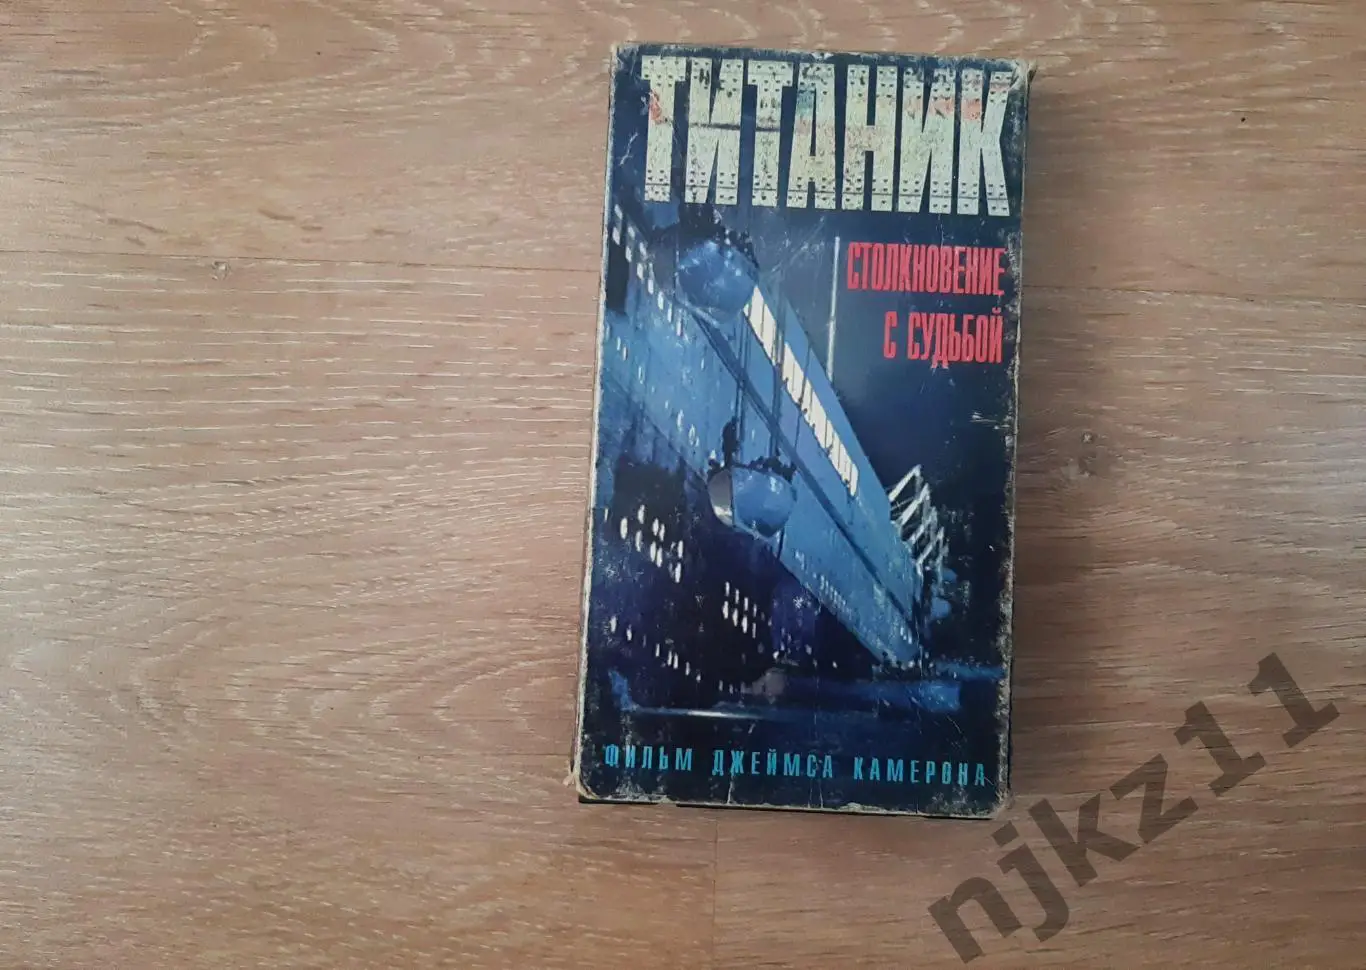 ТИТАНИК
СТОЛКНОВЕНИЕ
С СУДЬБОЙ
ФИЛЬМ ДЖЕЙМСА КАМЕРОНА
njkz11